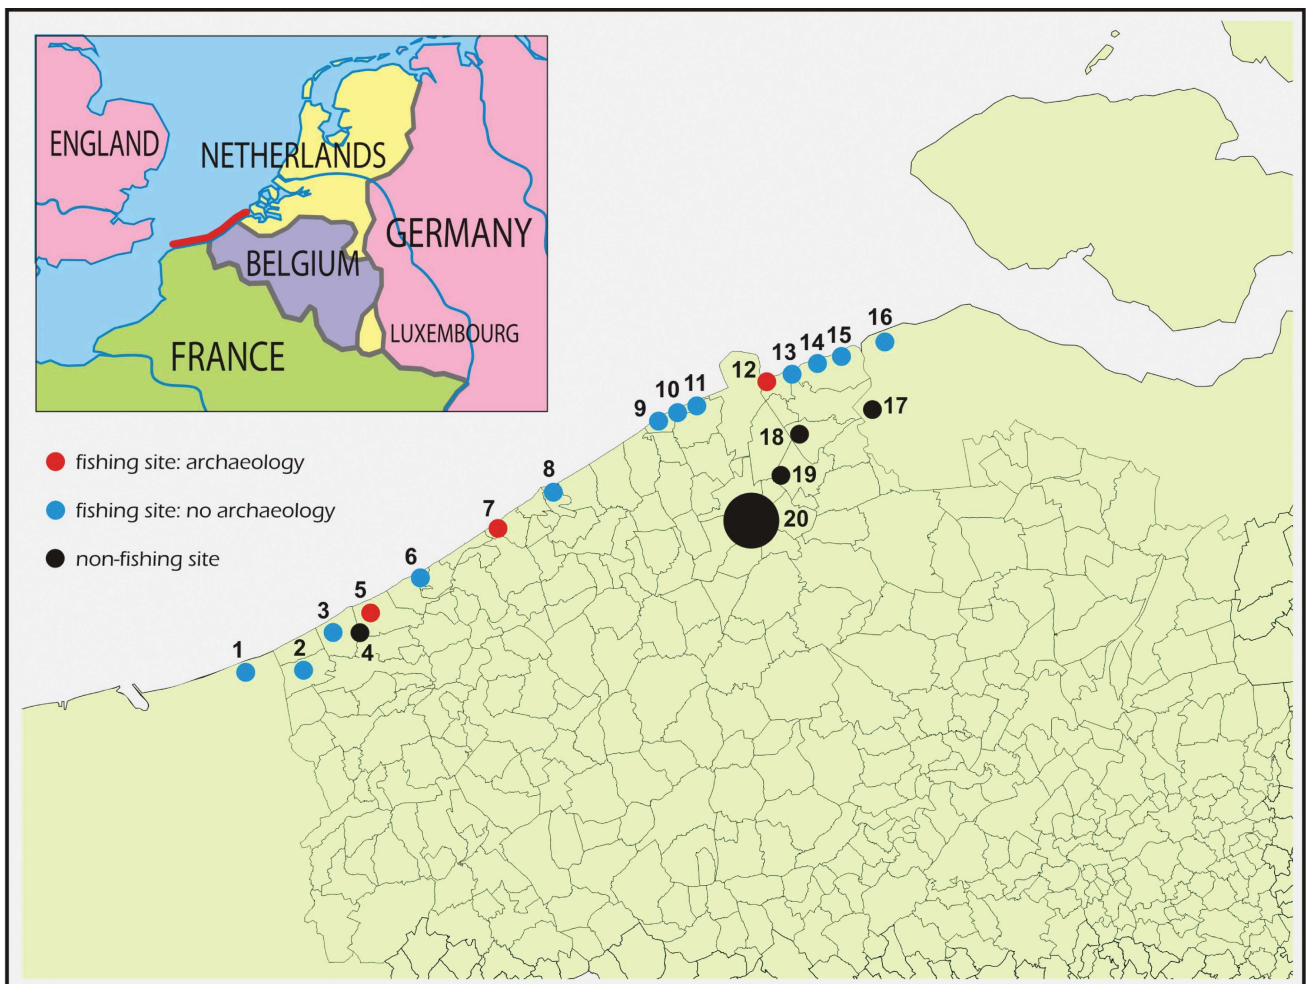 ENGLAND
NETHERLANDS
GERMANY
BELGIUM
LUXEMBOURG
FRANCE
fishing site: archaeology
fishing site: no archaeology
non-fishing site
1
2
3
4
5
6
7
8
9
10
11
12
13
14
15
16
17
18
19
20